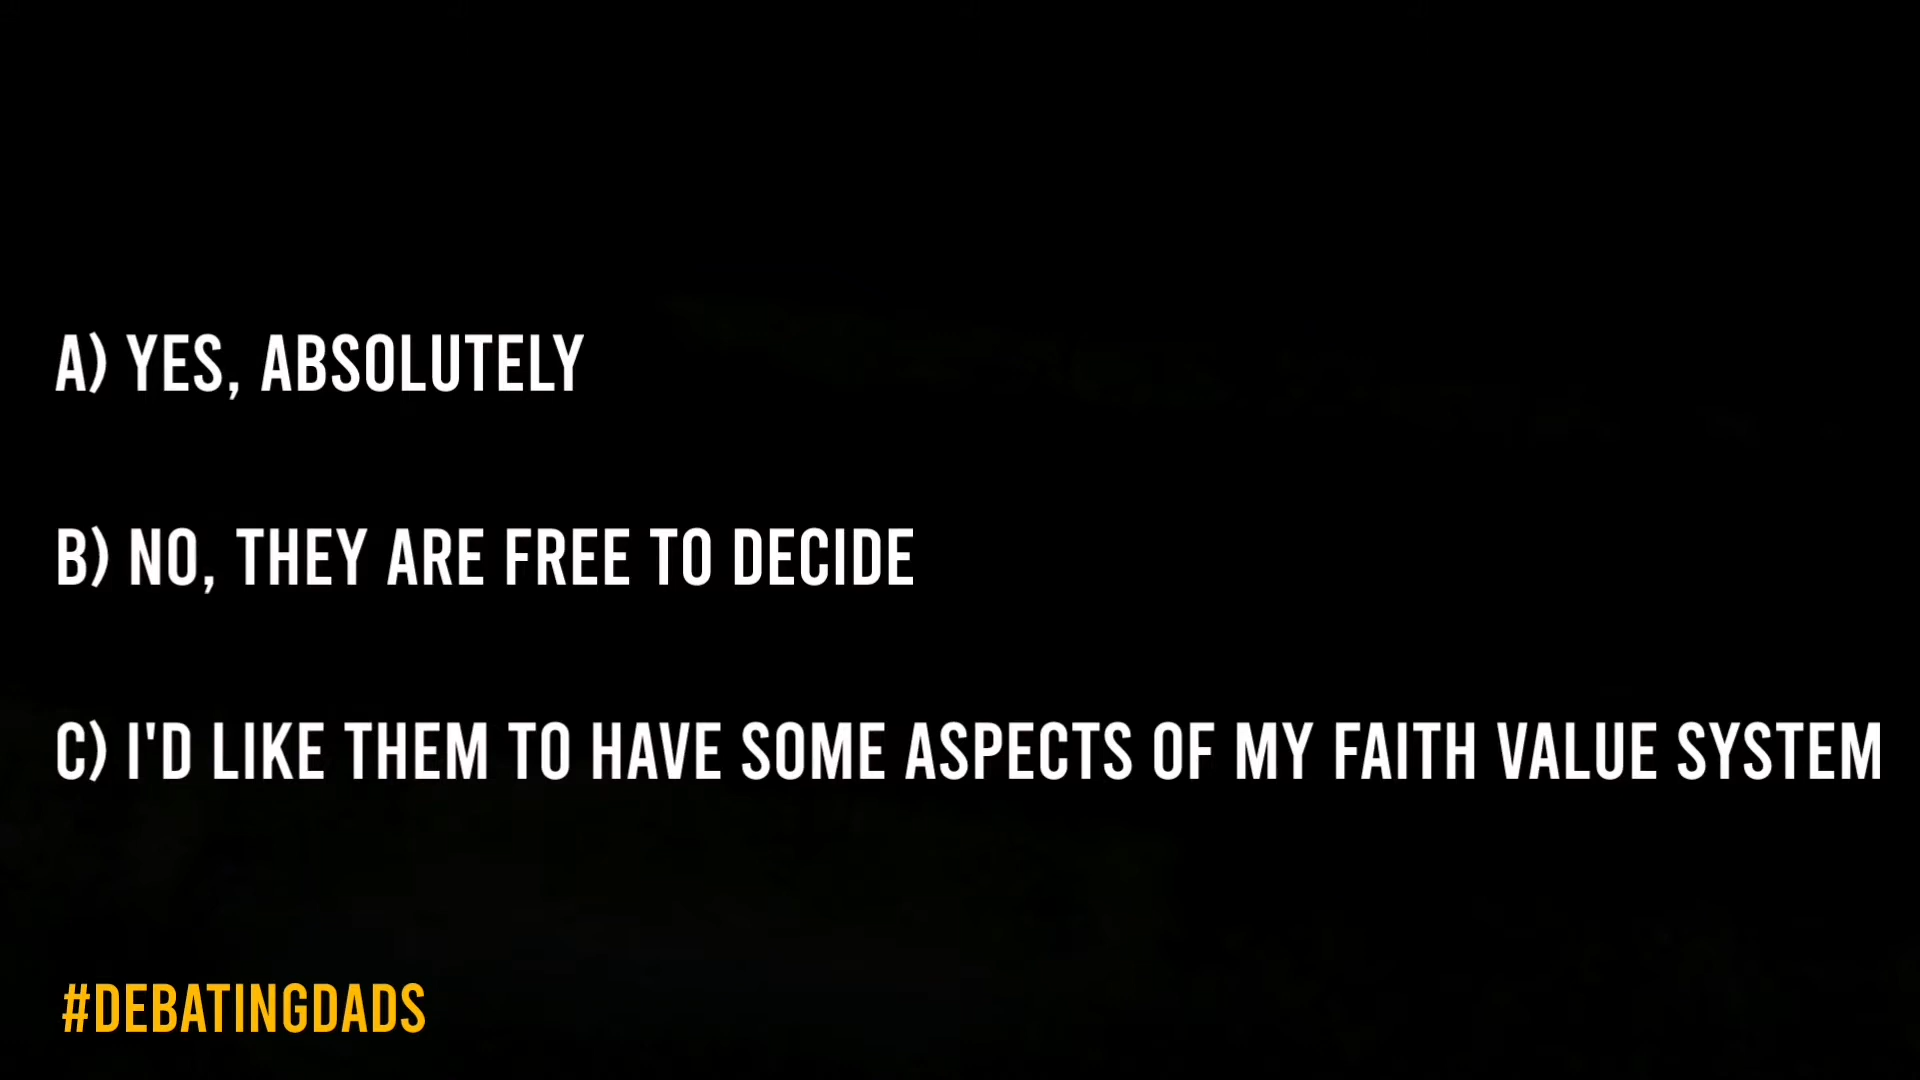 A) YES, ABSOLUTELY
B) NO, THEY ARE FREE TO DECIDE
C) I'D LIKE THEM TO HAVE SOME ASPECTS OF MY FAITH VALUE SYSTEM
#DEBATINGDADS